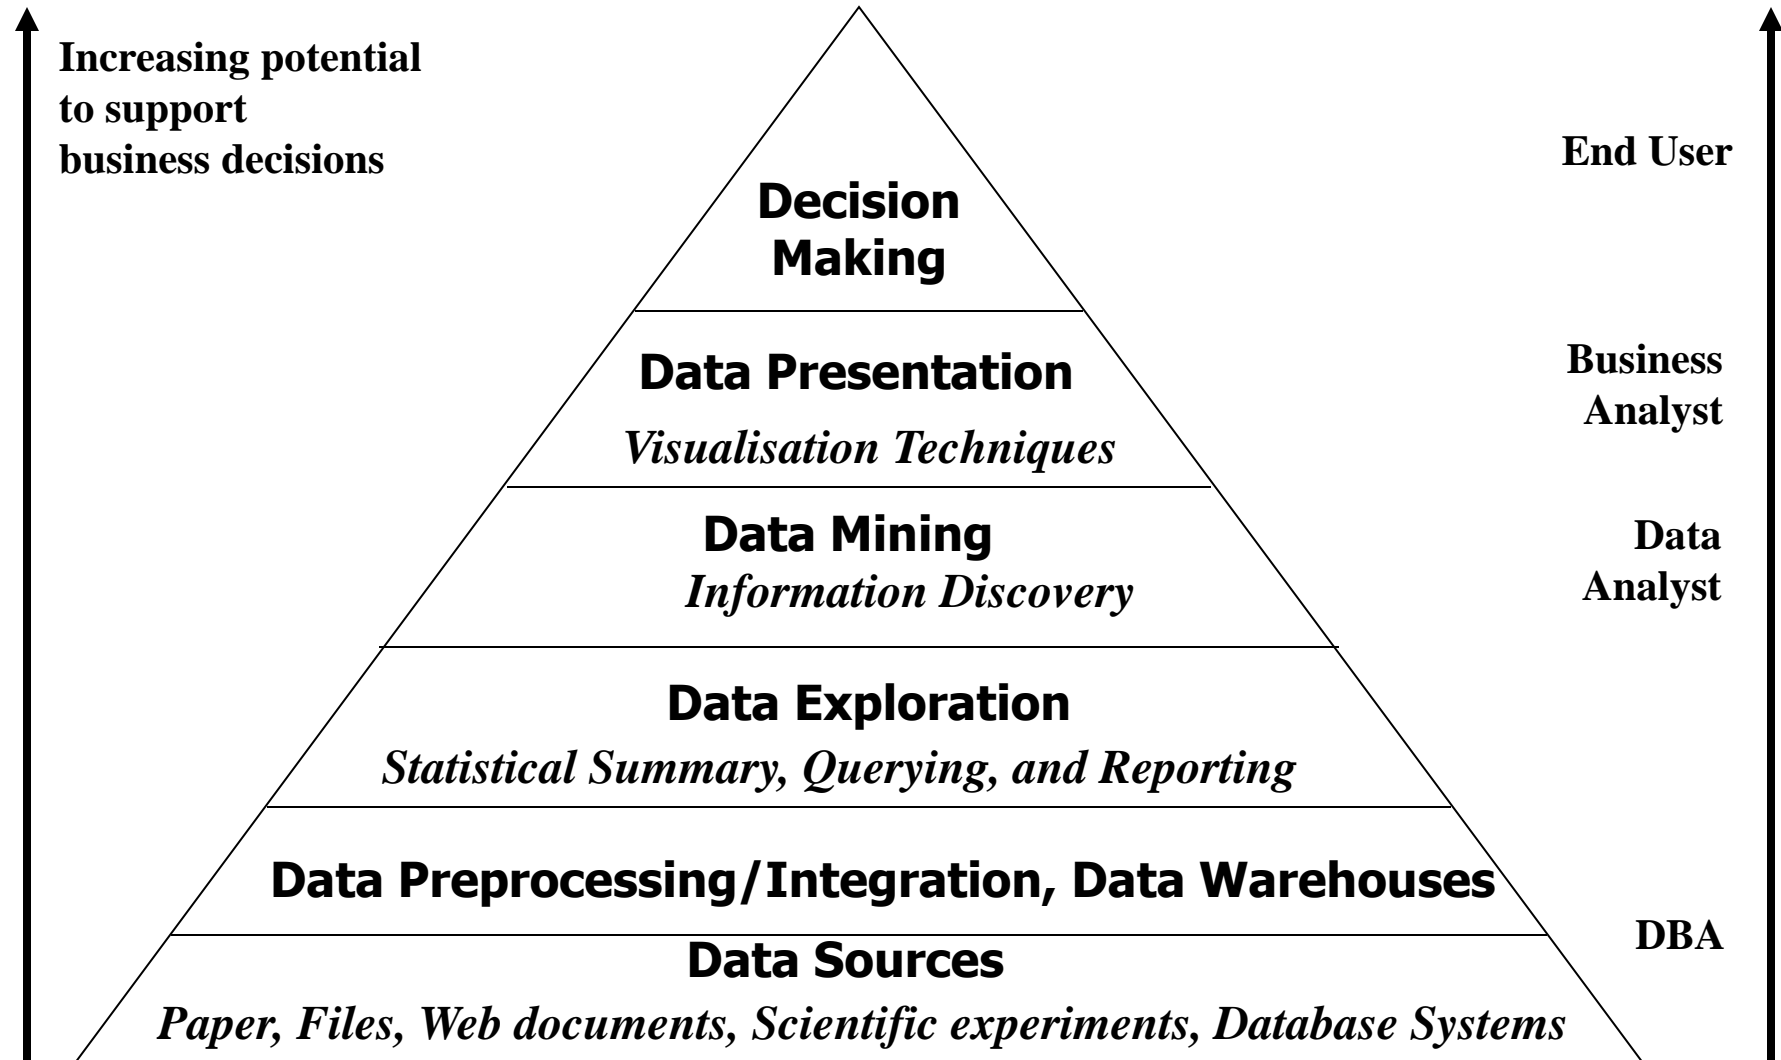 Increasing potential
to support
business decisions
End User
Decision
Making
Data Presentation
Visualisation Techniques
Business
Analyst
Data Mining
Information Discovery
Data
Analyst
Data Exploration
Statistical Summary, Querying, and Reporting
Data Preprocessing/Integration, Data Warehouses
DBA
Data Sources
Paper, Files, Web documents, Scientific experiments, Database Systems